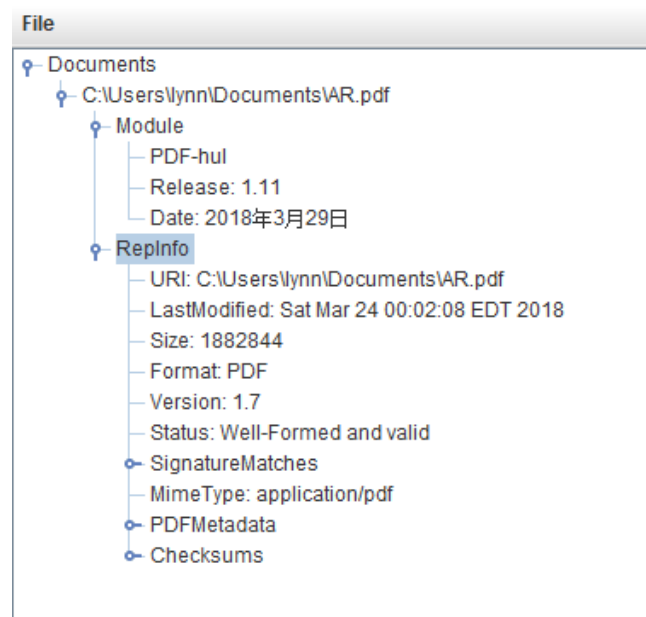 File
Documents
C:\Users\lynn\Documents\AR.pdf
Module
PDF-hul
Release: 1.11
Date: 2018年3月29日
RepInfo
URI: C:\Users\lynn\Documents\AR.pdf
LastModified: Sat Mar 24 00:02:08 EDT 2018
Size: 1882844
Format: PDF
Version: 1.7
Status: Well-Formed and valid
SignatureMatches
MimeType: application/pdf
PDFMetadata
Checksums